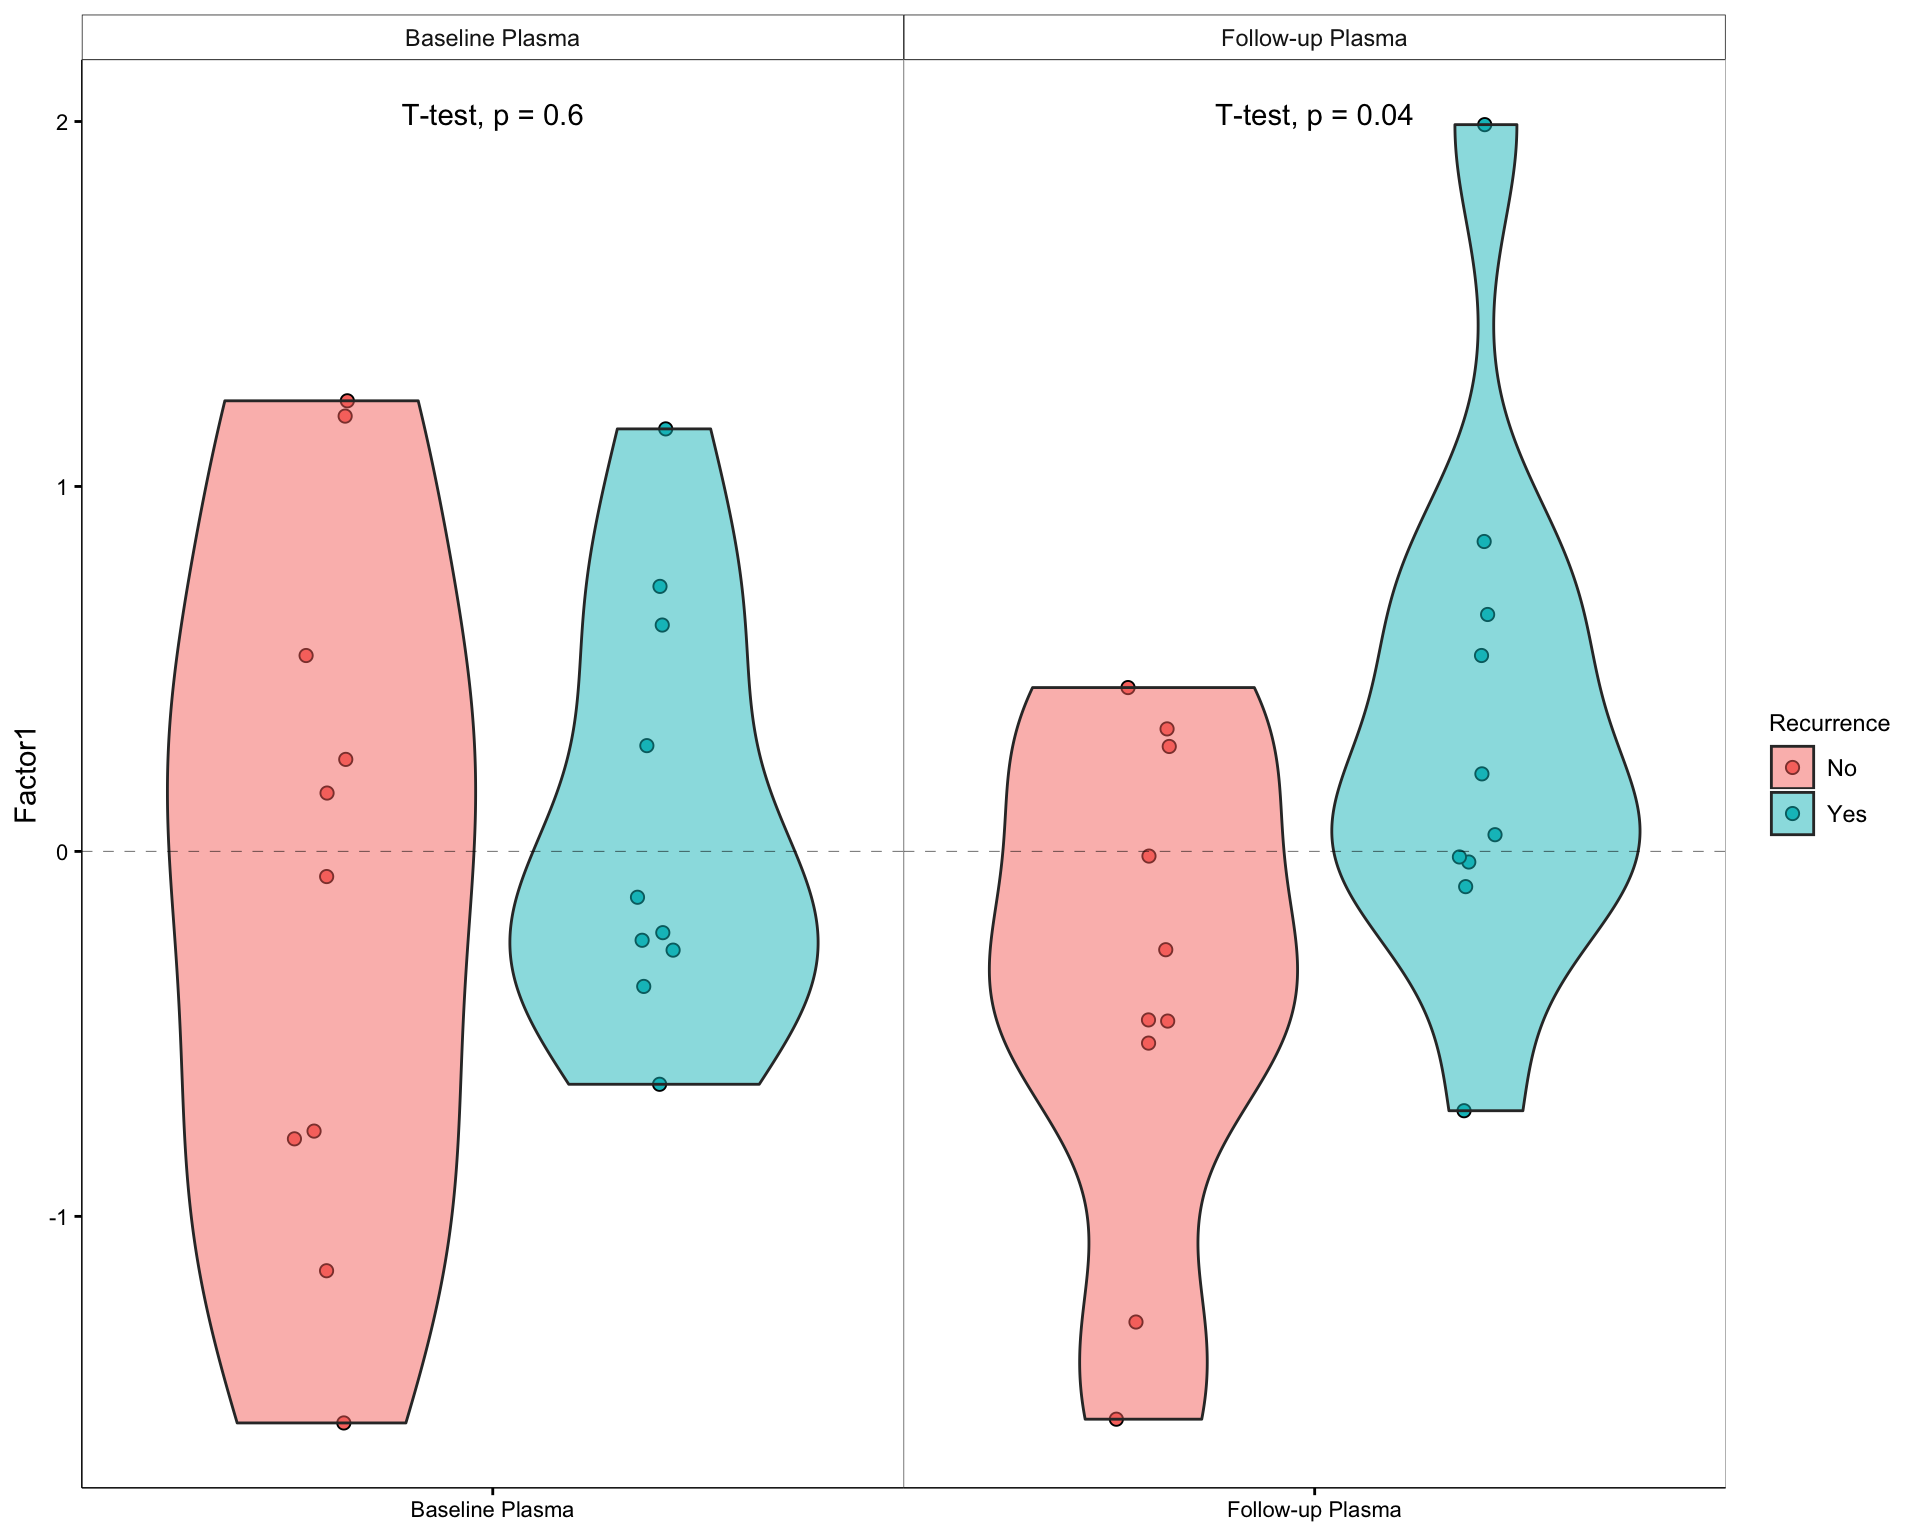 Baseline Plasma
Follow-up Plasma
T-test, p = 0.6
T-test, p = 0.04
2
1
0
-1
Factor1
Baseline Plasma
Follow-up Plasma
Recurrence
No
Yes